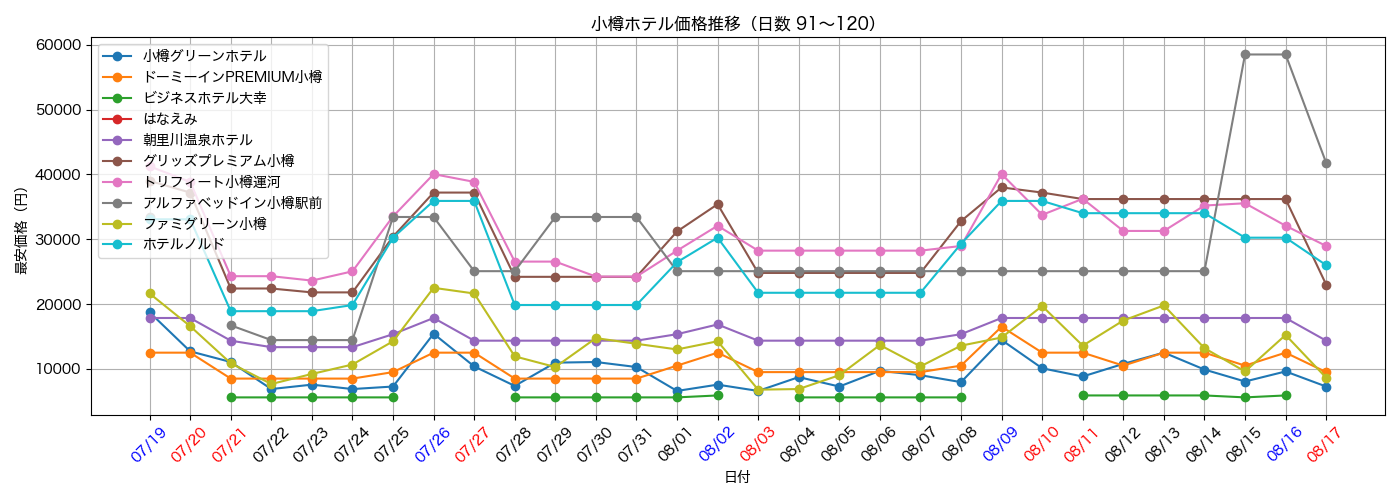 小樽ホテル価格推移（日数 91～120）
最安価格（円）
60000
50000
40000
30000
20000
10000
小樽グリーンホテル
ドーミーインPREMIUM小樽
ビジネスホテル大幸
はなえみ
朝里川温泉ホテル
グリッズプレミアム小樽
トリフィート小樽運河
アルファベッドイン小樽駅前
ファミグリーン小樽
ホテルノルド
07/19
07/20
07/21
07/22
07/23
07/24
07/25
07/26
07/27
07/28
07/29
07/30
07/31
08/01
08/02
08/03
08/04
08/05
08/06
08/07
08/08
08/09
08/10
08/11
08/12
08/13
08/14
08/15
08/16
08/17
日付